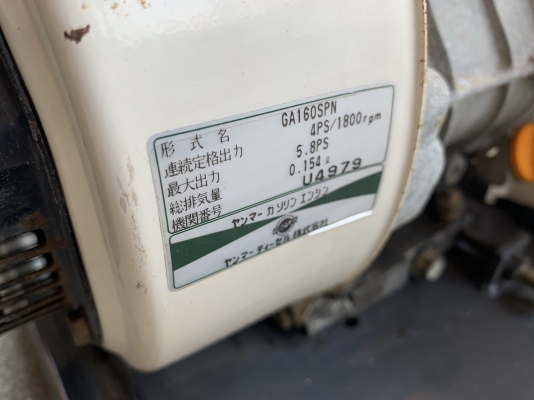 形式名 GA160SPN
連続定格出力 4PS/1800rpm
最大出力 5.8PS
総排気量 0.154ℓ
機関番号 U4979
ヤンマーガソリンエンジン
ヤンマーディーゼル株式会社